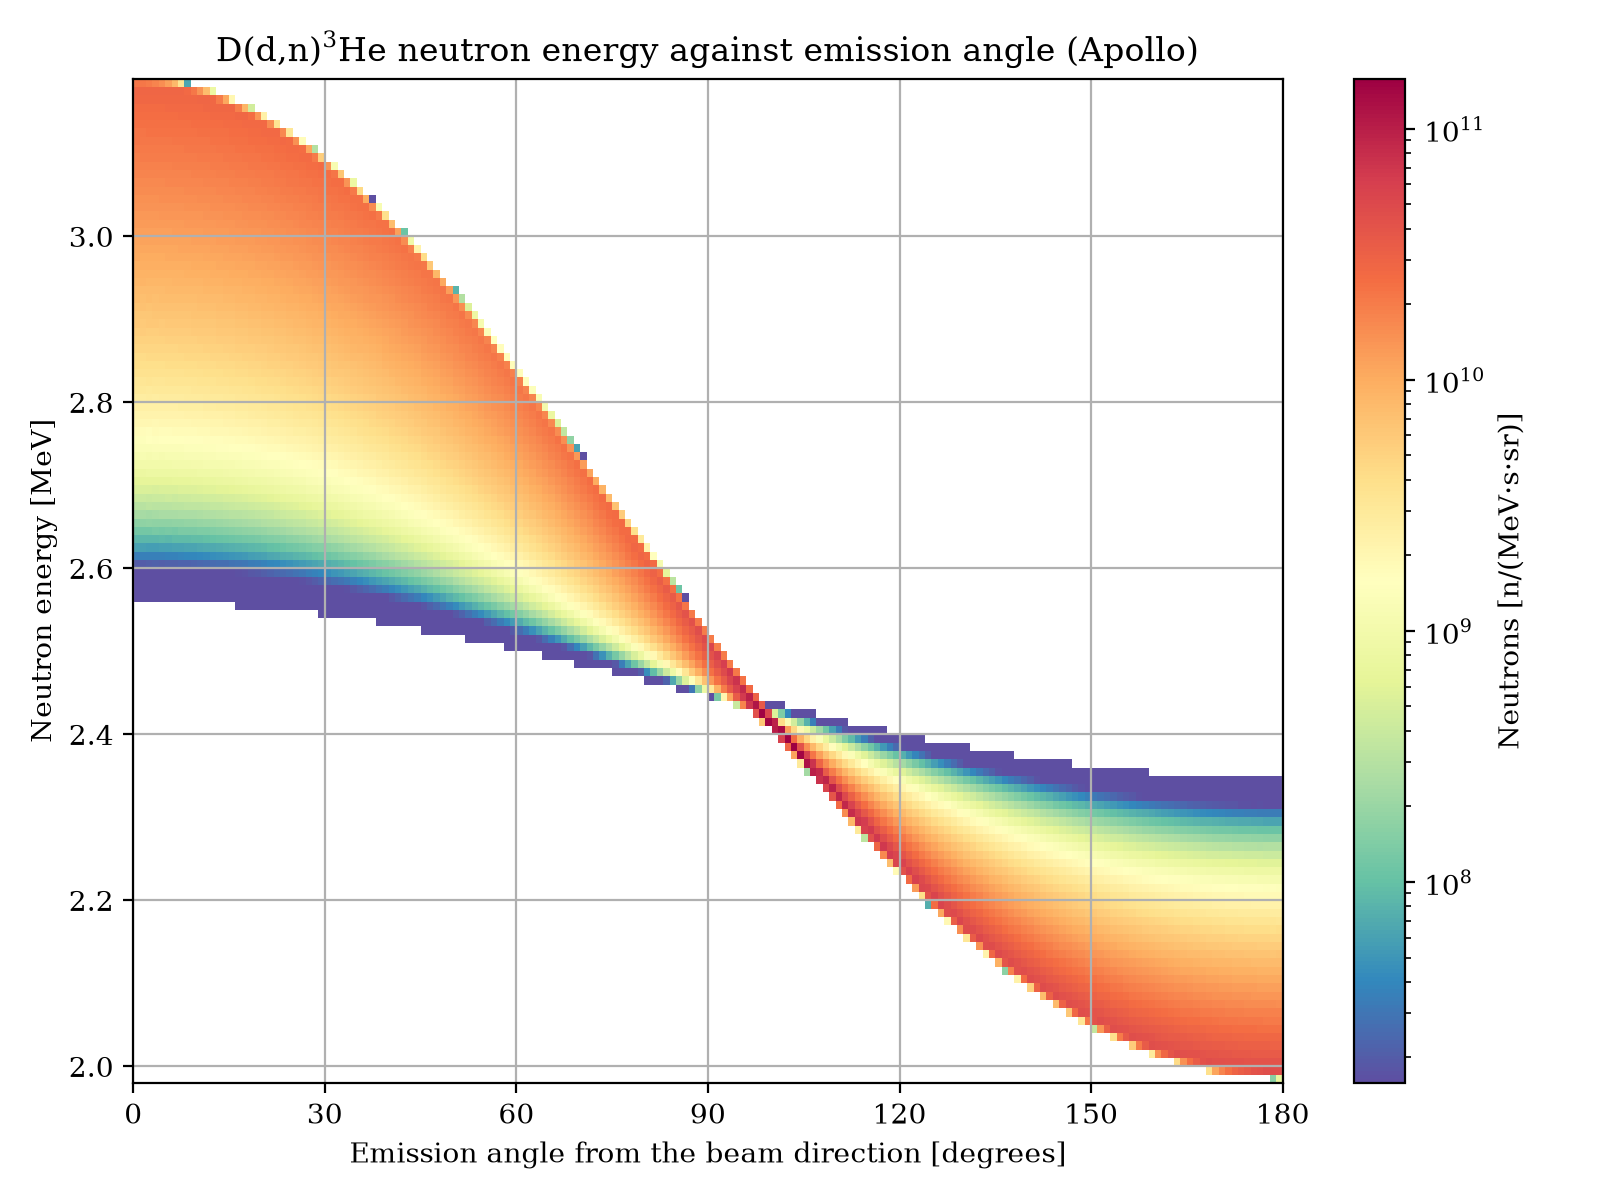 D(d,n)³He neutron energy against emission angle (Apollo)
Neutron energy [MeV]
3.0
2.8
2.6
2.4
2.2
2.0
0 30 60 90 120 150 180
Emission angle from the beam direction [degrees]
10¹¹
10¹⁰
10⁹
10⁸
Neutrons [n/(MeV·s·sr)]